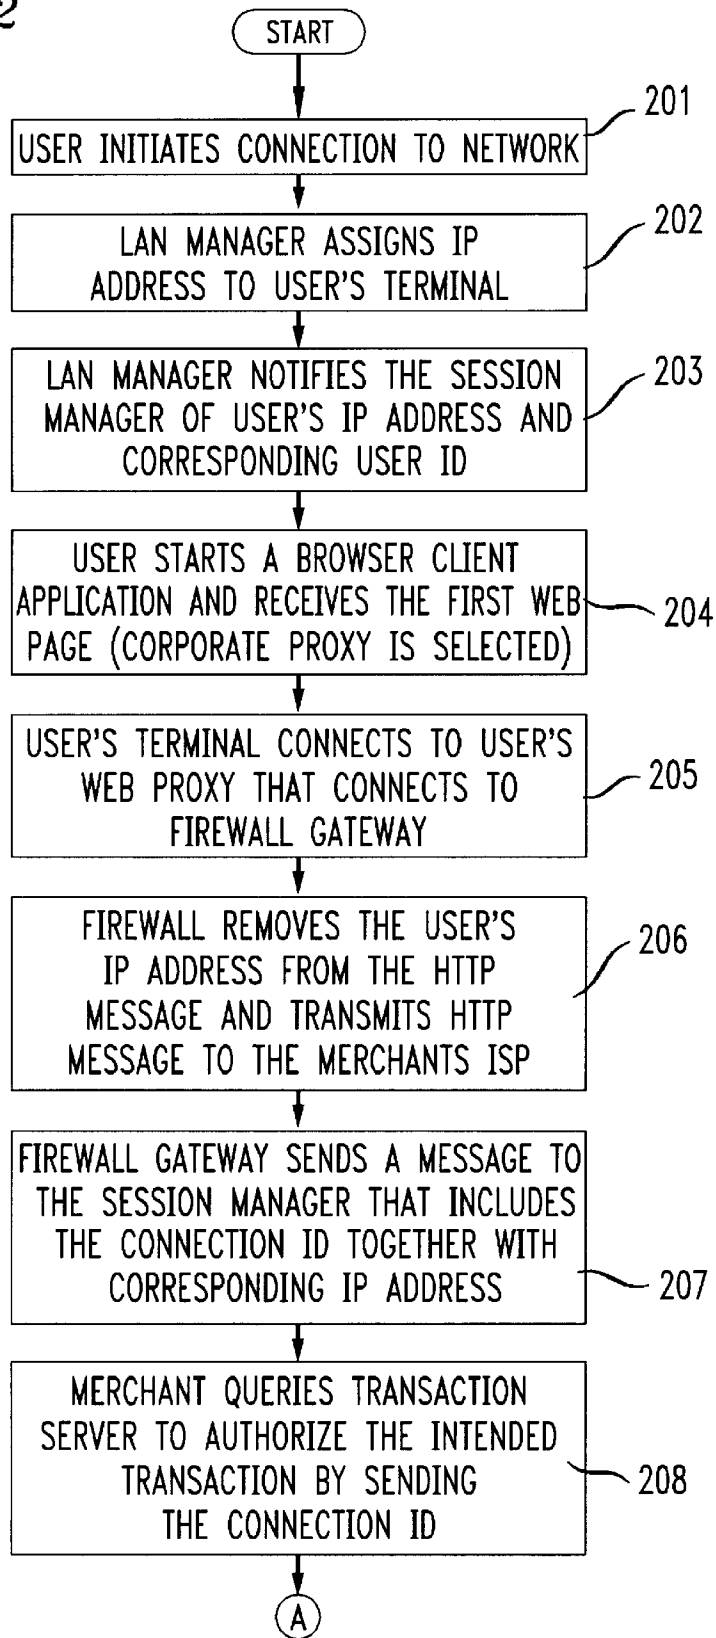 2
START
201
USER INITIATES CONNECTION TO NETWORK
202
LAN MANAGER ASSIGNS IP
ADDRESS TO USER'S TERMINAL
203
LAN MANAGER NOTIFIES THE SESSION
MANAGER OF USER'S IP ADDRESS AND
CORRESPONDING USER ID
USER STARTS A BROWSER CLIENT
APPLICATION AND RECEIVES THE FIRST WEB
PAGE (CORPORATE PROXY IS SELECTED)
204
USER'S TERMINAL CONNECTS TO USER'S
WEB PROXY THAT CONNECTS TO
FIREWALL GATEWAY
205
FIREWALL REMOVES THE USER'S
IP ADDRESS FROM THE HTTP
MESSAGE AND TRANSMITS HTTP
MESSAGE TO THE MERCHANTS ISP
206
FIREWALL GATEWAY SENDS A MESSAGE TO
THE SESSION MANAGER THAT INCLUDES
THE CONNECTION ID TOGETHER WITH
CORRESPONDING IP ADDRESS
207
MERCHANT QUERIES TRANSACTION
SERVER TO AUTHORIZE THE INTENDED
TRANSACTION BY SENDING
THE CONNECTION ID
208
A